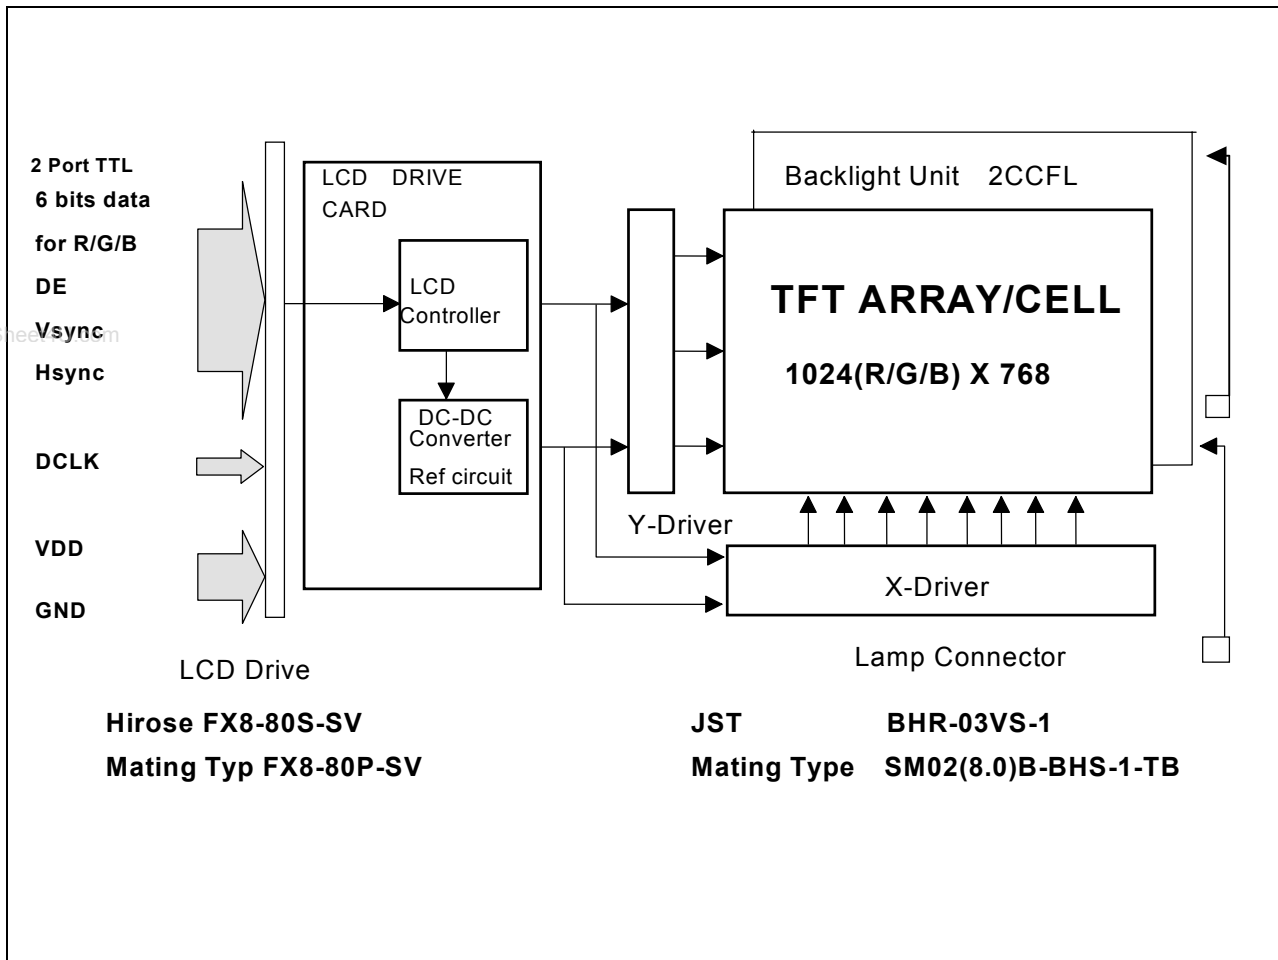 2 Port TTL
6 bits data
for R/G/B
DE
Vsync
Hsync
DCLK
VDD
GND
LCD DRIVE
CARD
LCD
Controller
DC-DC
Converter
Ref circuit
Y-Driver
Backlight Unit 2CCFL
TFT ARRAY/CELL
1024(R/G/B) X 768
X-Driver
LCD Drive
Hirose FX8-80S-SV
Mating Typ FX8-80P-SV
Lamp Connector
JST BHR-03VS-1
Mating Type SM02(8.0)B-BHS-1-TB